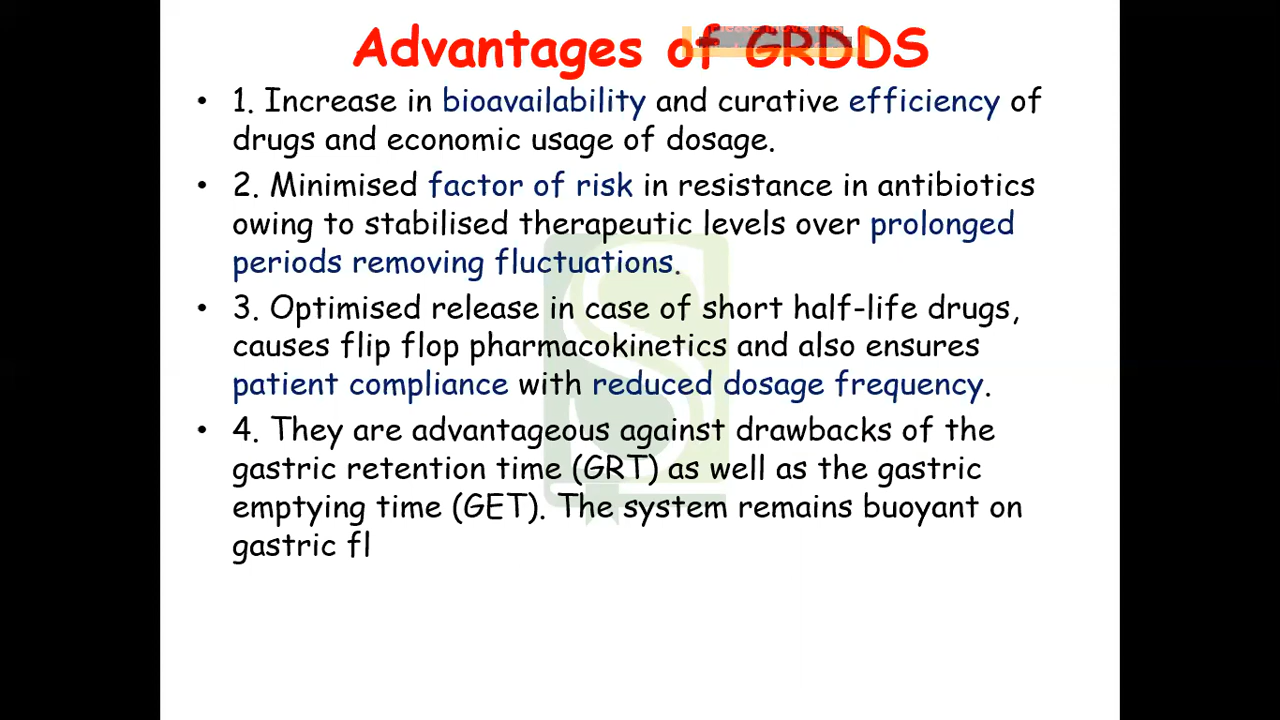 Advantages of GRDDS
• 1. Increase in bioavailability and curative efficiency of
drugs and economic usage of dosage.
• 2. Minimised factor of risk in resistance in antibiotics
owing to stabilised therapeutic levels over prolonged
periods removing fluctuations.
• 3. Optimised release in case of short half-life drugs,
causes flip flop pharmacokinetics and also ensures
patient compliance with reduced dosage frequency.
• 4. They are advantageous against drawbacks of the
gastric retention time (GRT) as well as the gastric
emptying time (GET). The system remains buoyant on
gastric fl